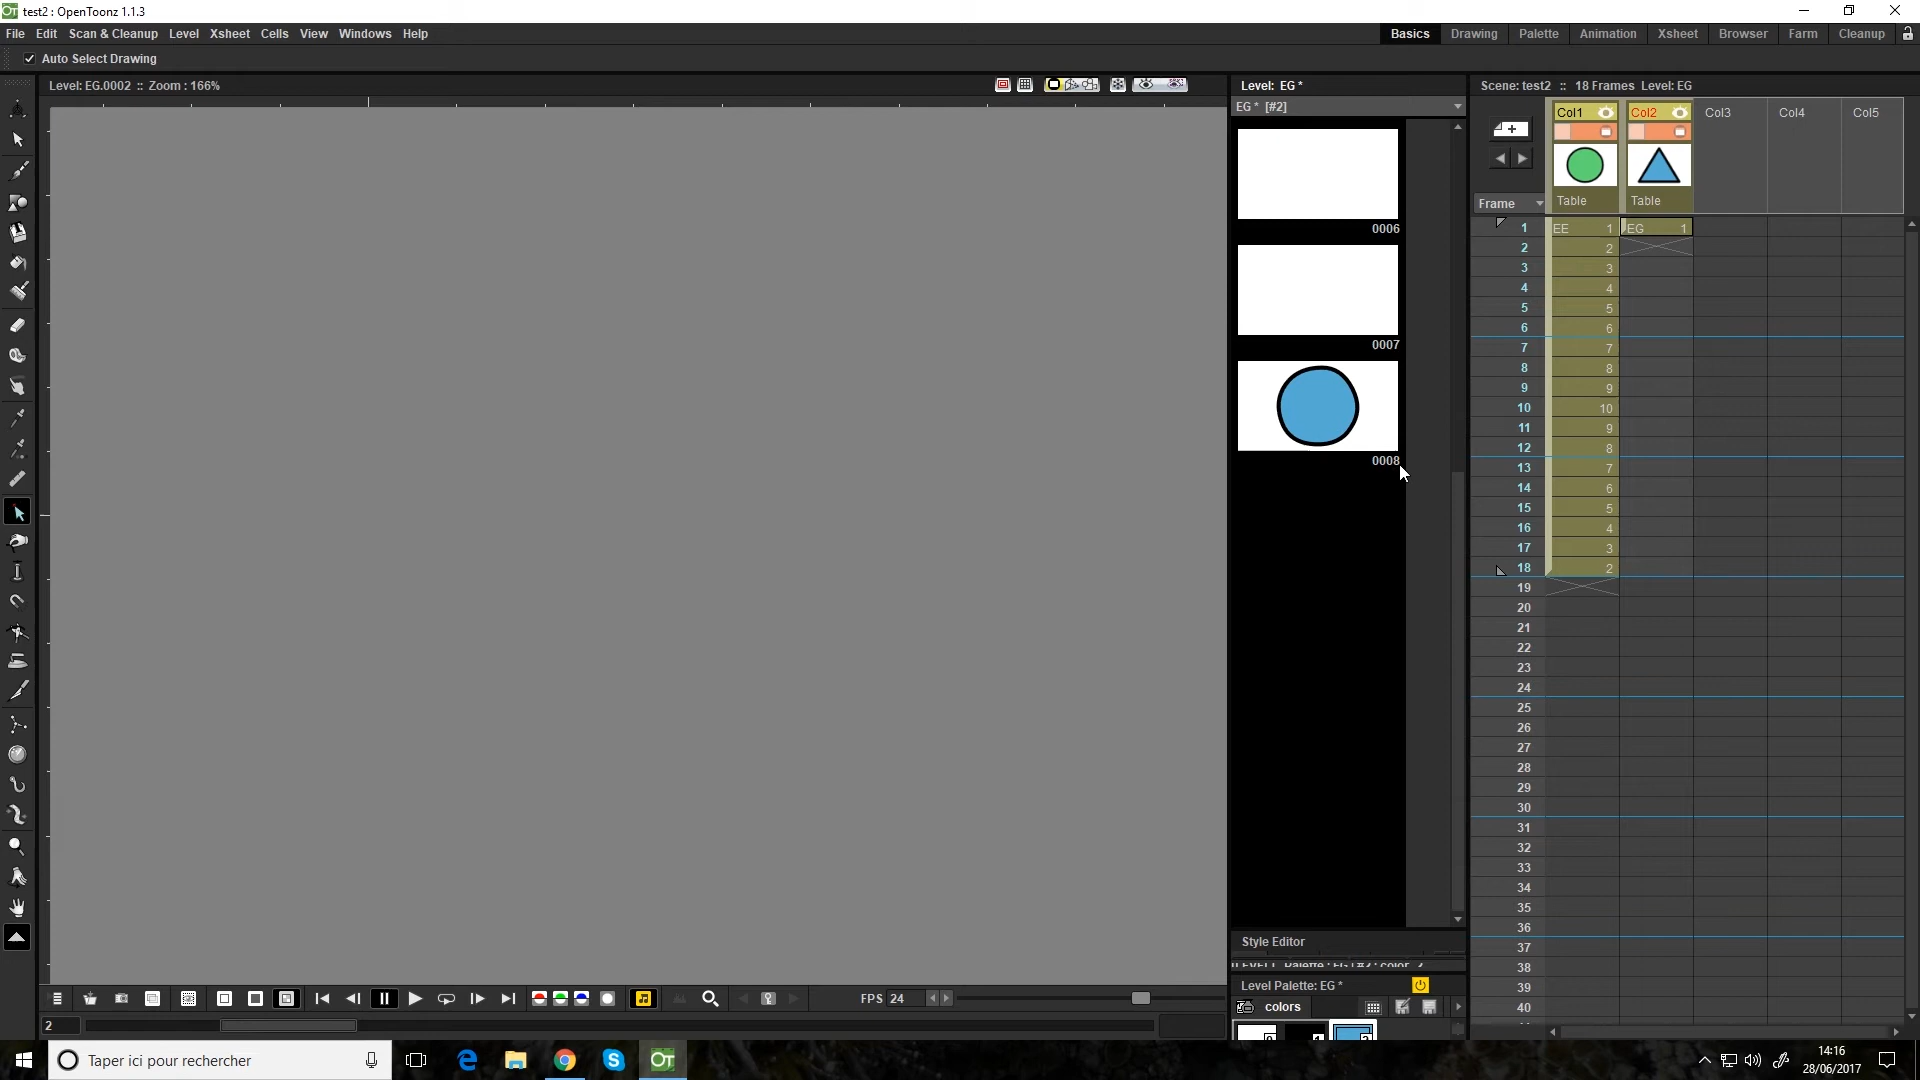 test2 : OpenToonz 1.1.3
File Edit Scan & Cleanup Level Xsheet Cells View Windows Help
Basics Drawing Palette Animation Xsheet Browser Farm Cleanup
Auto Select Drawing
Level: EG.0002 :: Zoom : 166%
Level: EG *
EG * [#2]
0006
0007
0008
Style Editor
Level Palette: EG *
colors
Scene: test2 :: 18 Frames Level: EG
Col1 Col2 Col3 Col4 Col5
Table Table
Frame
1 EE 1 EG 1
2 2
3 3
4 4
5 5
6 6
7 7
8 8
9 9
10 10
11 9
12 8
13 7
14 6
15 5
16 4
17 3
18 2
19
20
21
22
23
24
25
26
27
28
29
30
31
32
33
34
35
36
37
38
39
40
FPS 24
2
Taper ici pour rechercher
14:16
28/06/2017